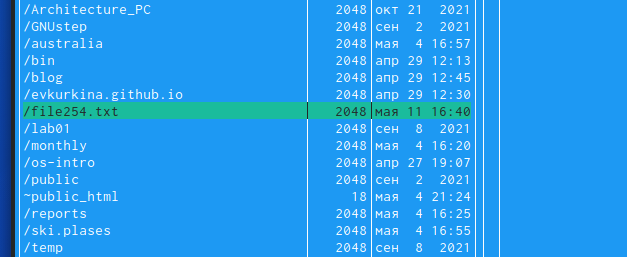 /Architecture_PC 2048 окт 21 2021
/GNUstep 2048 сен 2 2021
/australia 2048 мая 4 16:57
/bin 2048 апр 29 12:13
/blog 2048 апр 29 12:45
/evkurkina.github.io 2048 апр 29 12:30
/file254.txt 2048 мая 11 16:40
/lab01 2048 сен 8 2021
/monthly 2048 мая 4 16:20
/os-intro 2048 апр 27 19:07
/public 2048 сен 2 2021
~public_html 18 мая 4 21:24
/reports 2048 мая 4 16:25
/ski.plases 2048 мая 4 16:55
/temp 2048 сен 8 2021